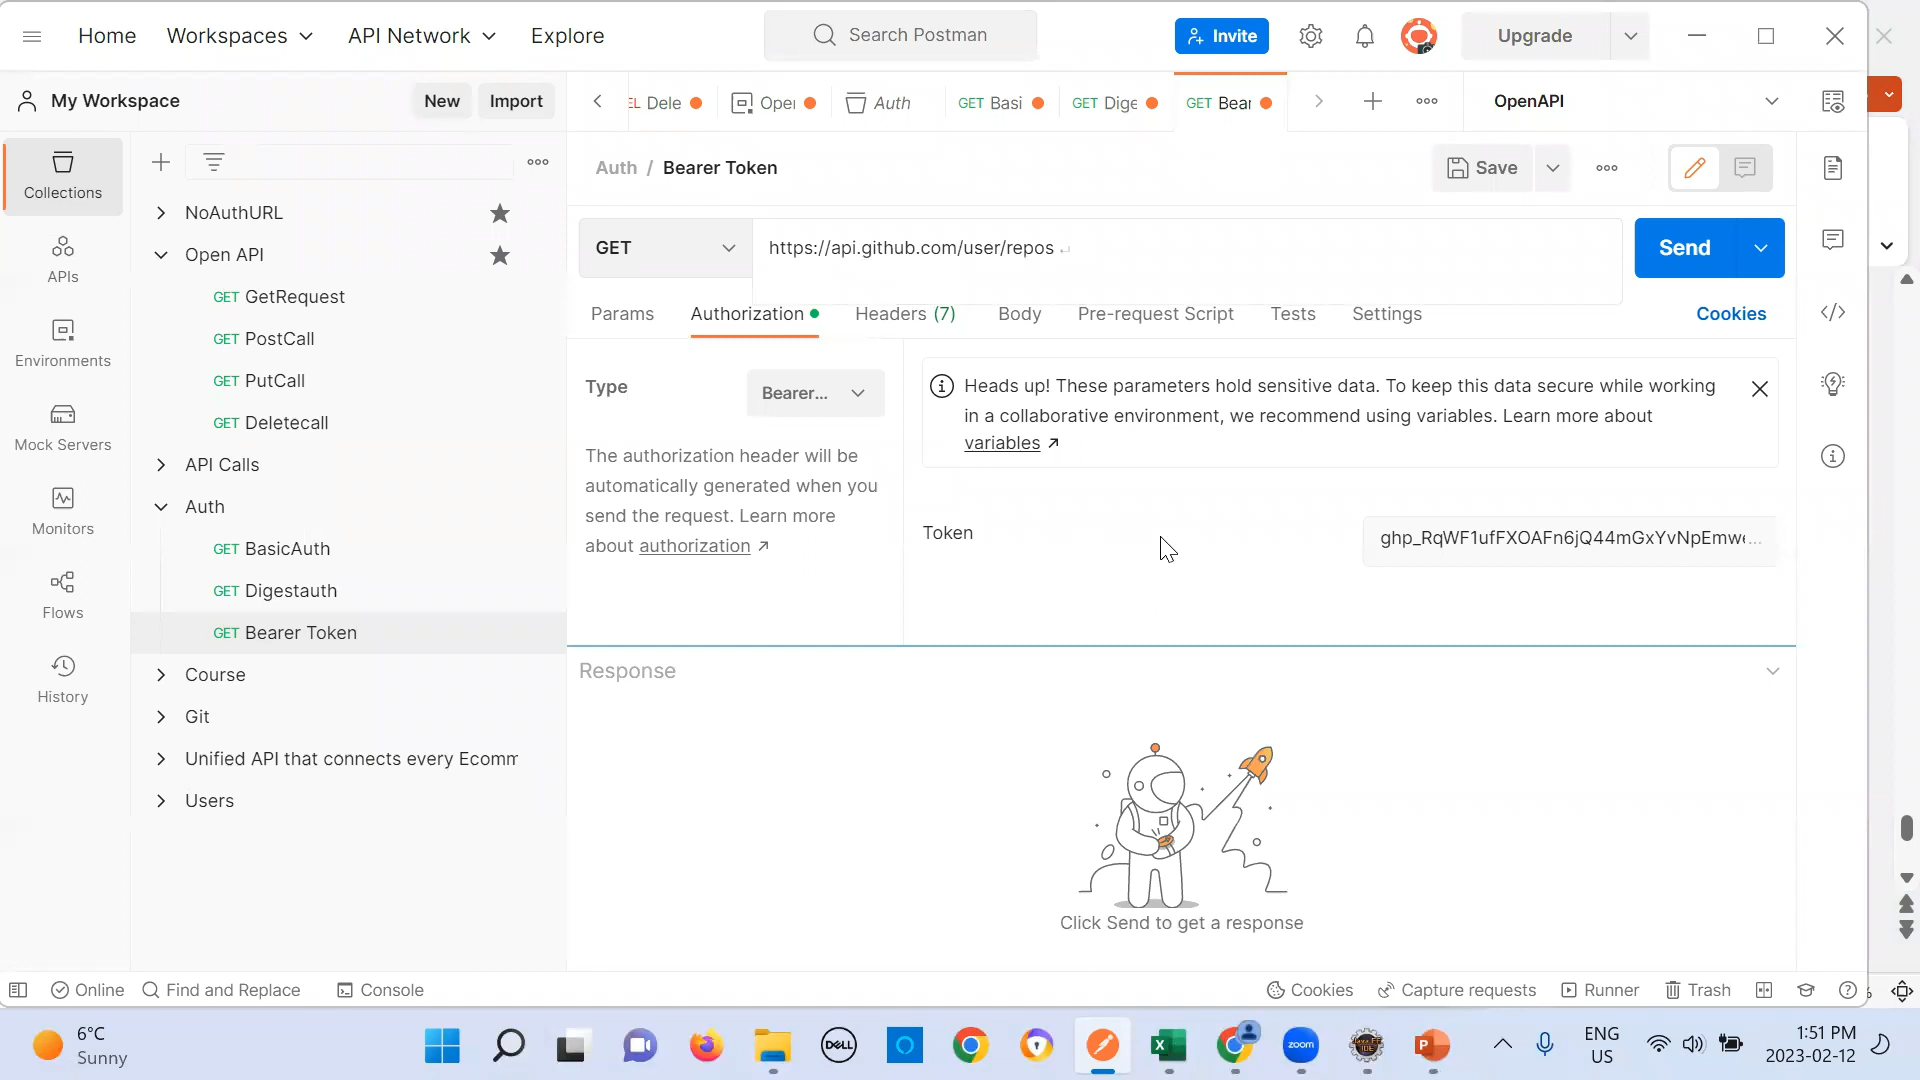 Home Workspaces API Network Explore
Search Postman
Invite
Upgrade
My Workspace
New Import
Dele
Oper
Auth
GET Basi
GET Dige
GET Bear
OpenAPI
Collections
APIs
Environments
Mock Servers
Monitors
Flows
History
NoAuthURL
Open API
GET GetRequest
GET PostCall
GET PutCall
GET Deletecall
API Calls
Auth
GET BasicAuth
GET Digestauth
GET Bearer Token
Course
Git
Unified API that connects every Ecomm
Users
Auth / Bearer Token
Save
GET https://api.github.com/user/repos
Send
Params Authorization Headers (7) Body Pre-request Script Tests Settings Cookies
Type Bearer...
The authorization header will be
automatically generated when you
send the request. Learn more
about authorization ↗
Heads up! These parameters hold sensitive data. To keep this data secure while working
in a collaborative environment, we recommend using variables. Learn more about
variables ↗
Token ghp_RqWF1ufFXOAFn6jQ44mGxYvNpEmwe...
Response
Click Send to get a response
Online Find and Replace Console
Cookies Capture requests Runner Trash
6°C
Sunny
DELL
zoom
ENG
US
1:51 PM
2023-02-12